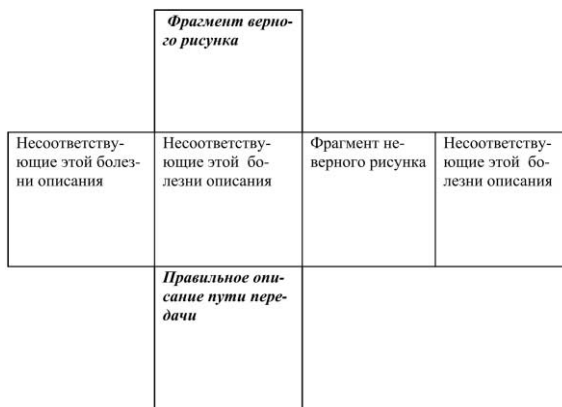 Фрагмент верно-
го рисунка
Несоответству-
ющие этой болез-
ни описания
Несоответству-
ющие этой бо-
лезни описания
Фрагмент не-
верного рисунка
Несоответству-
ющие этой бо-
лезни описания
Правильное опи-
сание пути пере-
дачи